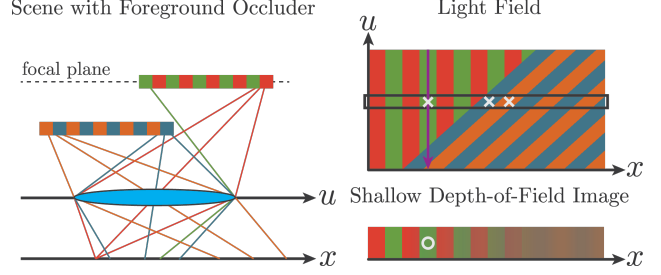 Scene with Foreground Occluder
focal plane
u
x
Light Field
u
x
Shallow Depth-of-Field Image
x